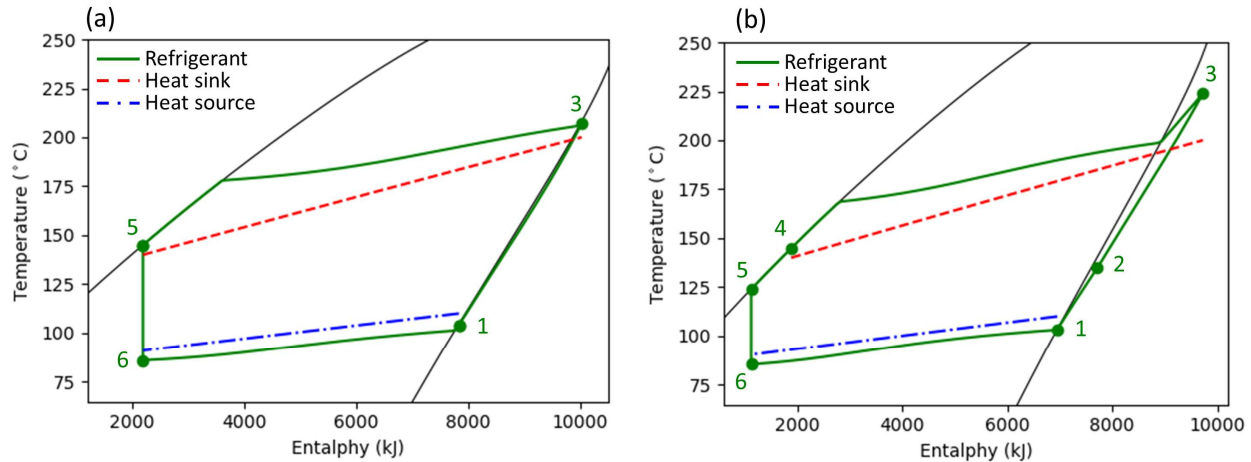 (a)
250
225
200
175
150
125
100
75
Temperature (°C)
Refrigerant
Heat sink
Heat source
3
5
1
6
2000 4000 6000 8000 10000
Entalphy (kJ)
(b)
250
225
200
175
150
125
100
75
Temperature (°C)
Refrigerant
Heat sink
Heat source
3
4
2
5
1
6
2000 4000 6000 8000 10000
Entalphy (kJ)